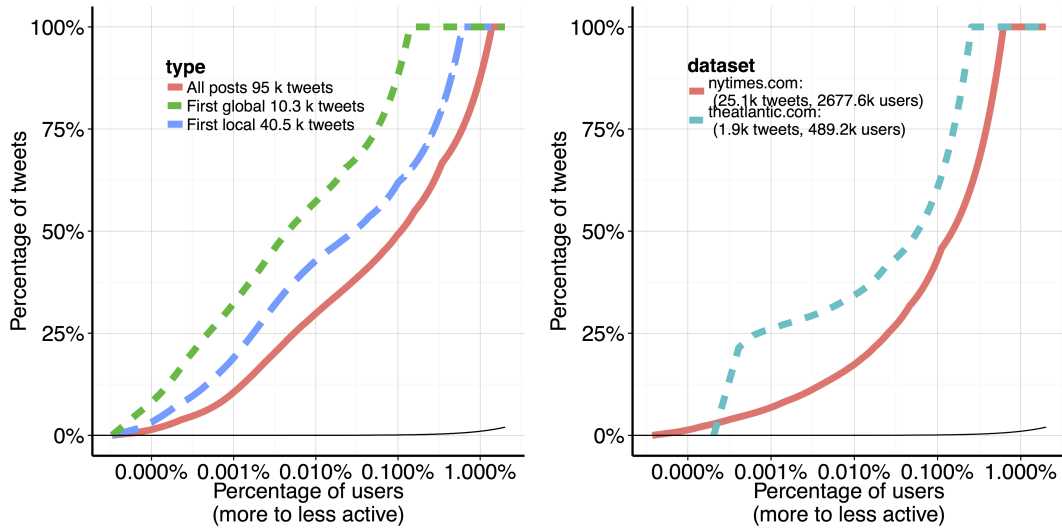 100%
75%
50%
25%
0%
Percentage of tweets
type
All posts 95 k tweets
First global 10.3 k tweets
First local 40.5 k tweets
0.000% 0.001% 0.010% 0.100% 1.000%
Percentage of users
(more to less active)
100%
75%
50%
25%
0%
Percentage of tweets
dataset
nytimes.com:
(25.1k tweets, 2677.6k users)
theatlantic.com:
(1.9k tweets, 489.2k users)
0.000% 0.001% 0.010% 0.100% 1.000%
Percentage of users
(more to less active)